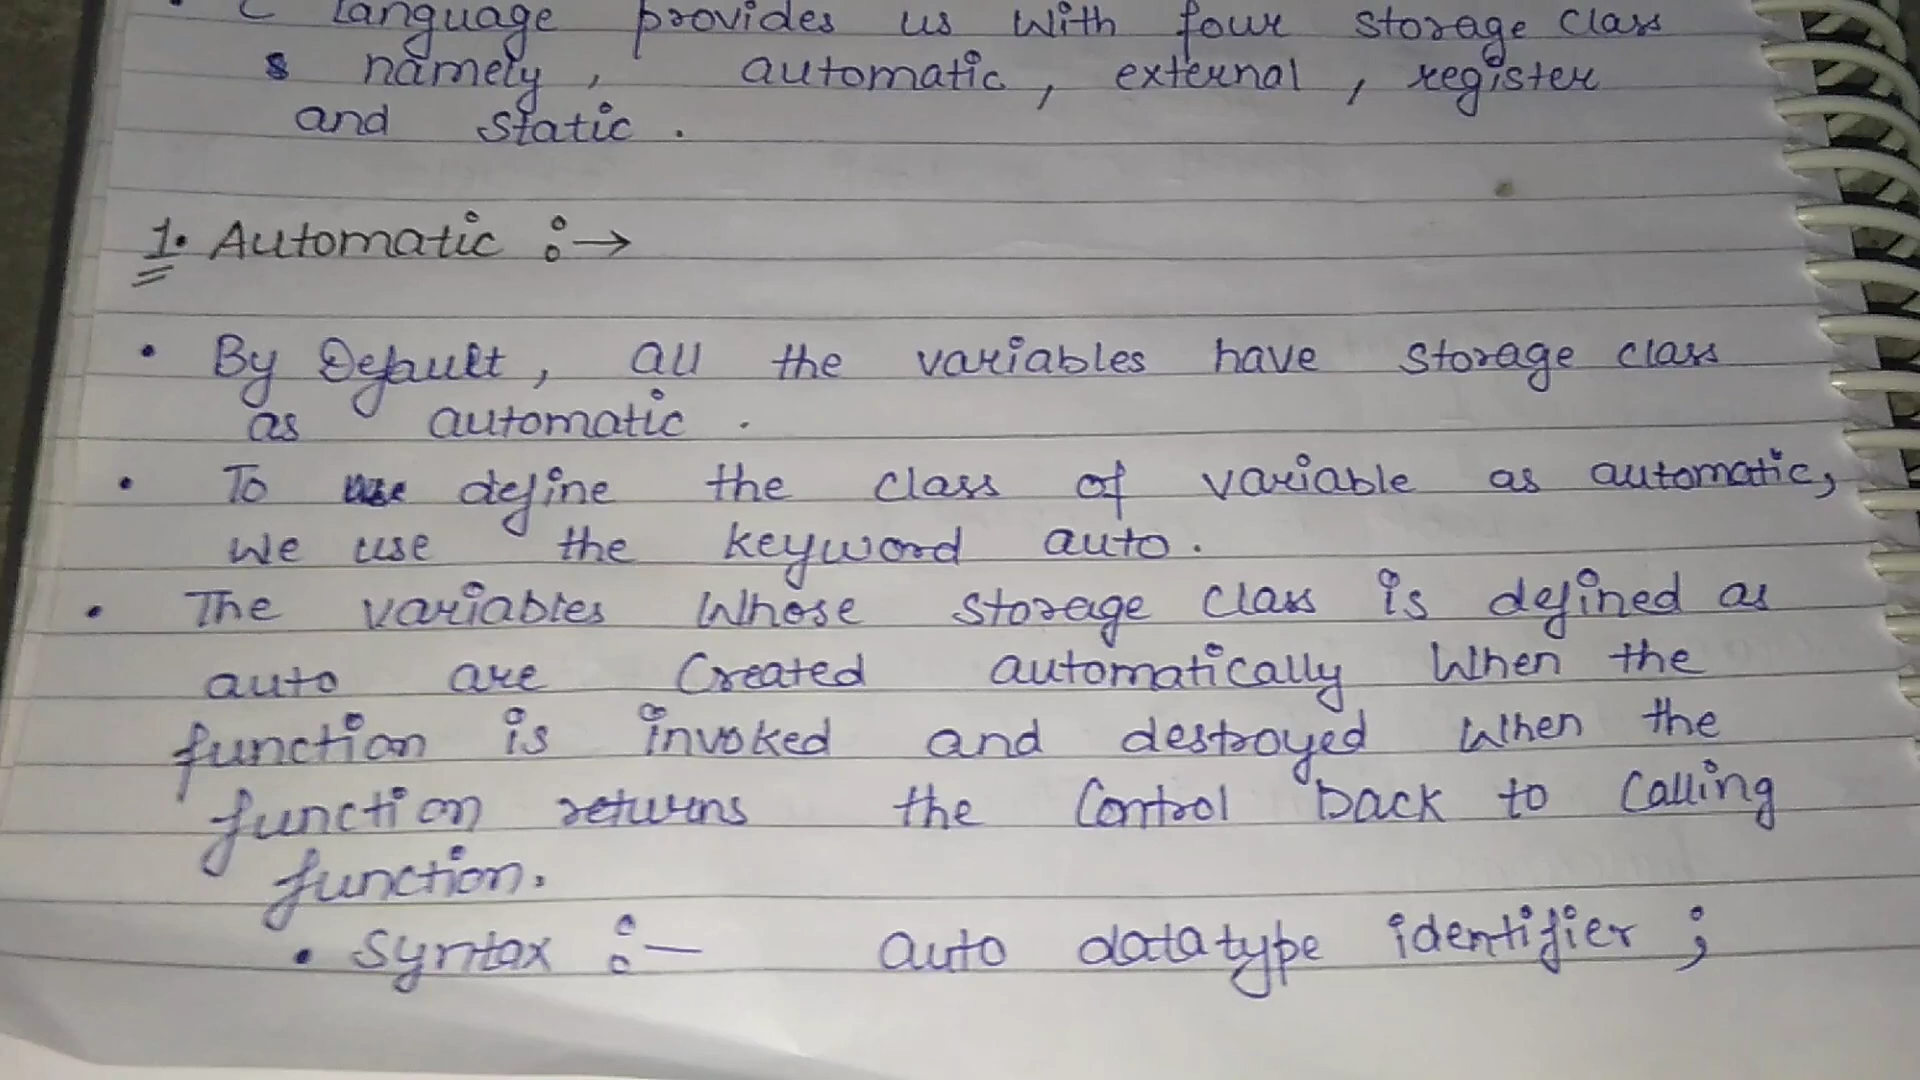 • C language provides us with four storage class
s namely, automatic, external, register
and static.
1. Automatic :→
• By Default, all the variables have storage class
as automatic.
• To define the class of variable as automatic,
we use the keyword auto.
• The variables whose storage class is defined as
auto are created automatically when the
function is invoked and destroyed when the
function returns the control back to calling
function.
• Syntax :— auto datatype identifier ;